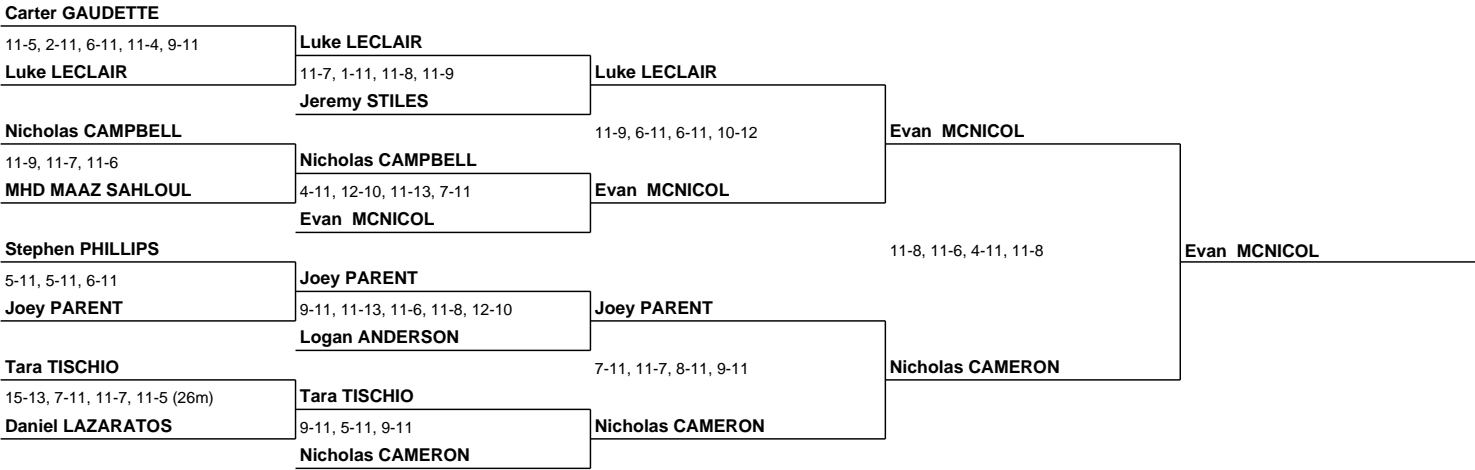 Carter GAUDETTE
11-5, 2-11, 6-11, 11-4, 9-11
Luke LECLAIR
Luke LECLAIR
11-7, 1-11, 11-8, 11-9
Jeremy STILES
Luke LECLAIR
Nicholas CAMPBELL
11-9, 11-7, 11-6
MHD MAAZ SAHLOUL
Nicholas CAMPBELL
4-11, 12-10, 11-13, 7-11
Evan MCNICOL
11-9, 6-11, 6-11, 10-12
Evan MCNICOL
Evan MCNICOL
Stephen PHILLIPS
5-11, 5-11, 6-11
Joey PARENT
Joey PARENT
9-11, 11-13, 11-6, 11-8, 12-10
Logan ANDERSON
Joey PARENT
Tara TISCHIO
15-13, 7-11, 11-7, 11-5 (26m)
Daniel LAZARATOS
Tara TISCHIO
9-11, 5-11, 9-11
Nicholas CAMERON
7-11, 11-7, 8-11, 9-11
Nicholas CAMERON
11-8, 11-6, 4-11, 11-8
Nicholas CAMERON
Evan MCNICOL